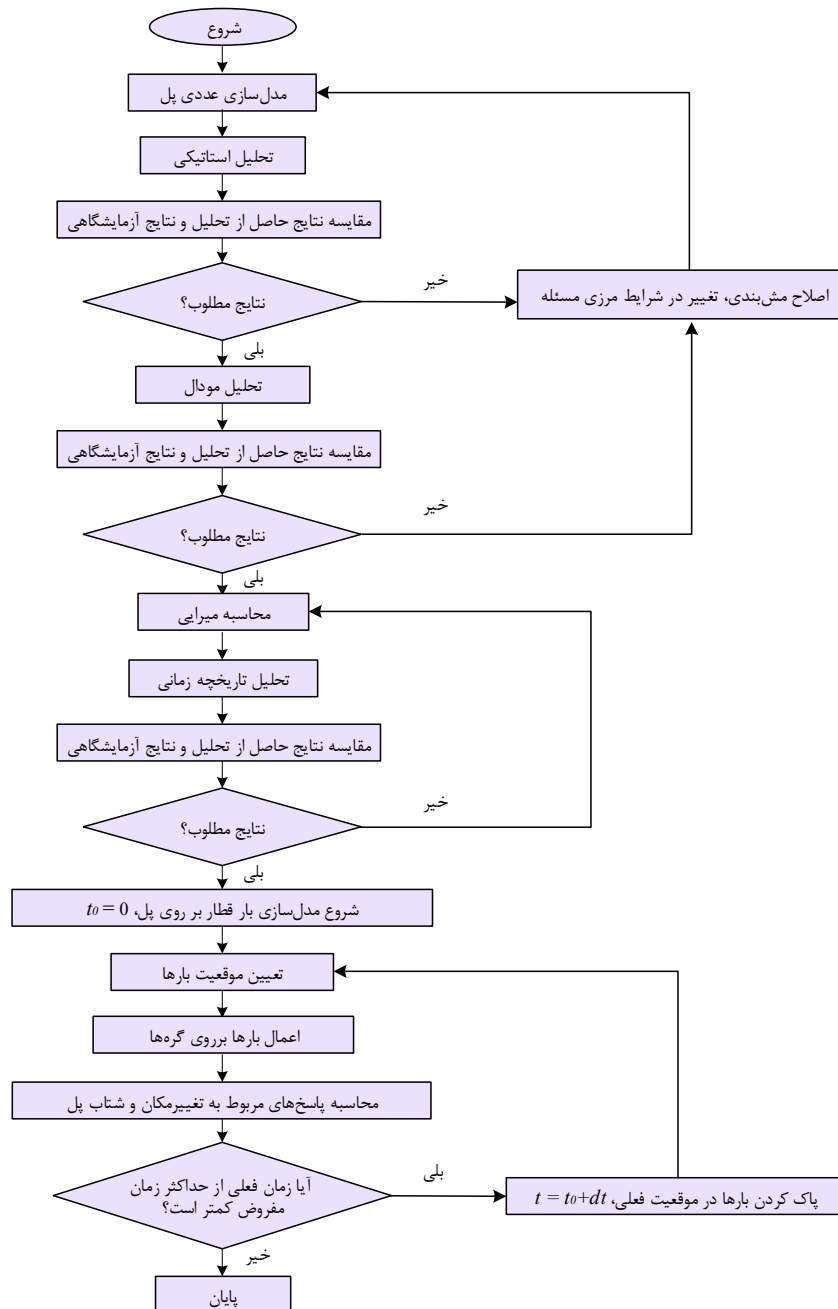 شروع
مدل‌سازی عددی پل
تحلیل استاتیکی
مقایسه نتایج حاصل از تحلیل و نتایج آزمایشگاهی
نتایج مطلوب؟
خیر
اصلاح مش‌بندی، تغییر در شرایط مرزی مسئله
بلی
تحلیل مودال
مقایسه نتایج حاصل از تحلیل و نتایج آزمایشگاهی
نتایج مطلوب؟
خیر
بلی
محاسبه میرایی
تحلیل تاریخچه زمانی
مقایسه نتایج حاصل از تحلیل و نتایج آزمایشگاهی
نتایج مطلوب؟
خیر
بلی
شروع مدل‌سازی بار قطار بر روی پل، t0 = 0
تعیین موقعیت بارها
اعمال بارها برروی گره‌ها
محاسبه پاسخ‌های مربوط به تغییرمکان و شتاب پل
آیا زمان فعلی از حداکثر زمان
مفروض کمتر است؟
بلی
پاک کردن بارها در موقعیت فعلی، t = t0+dt
خیر
پایان